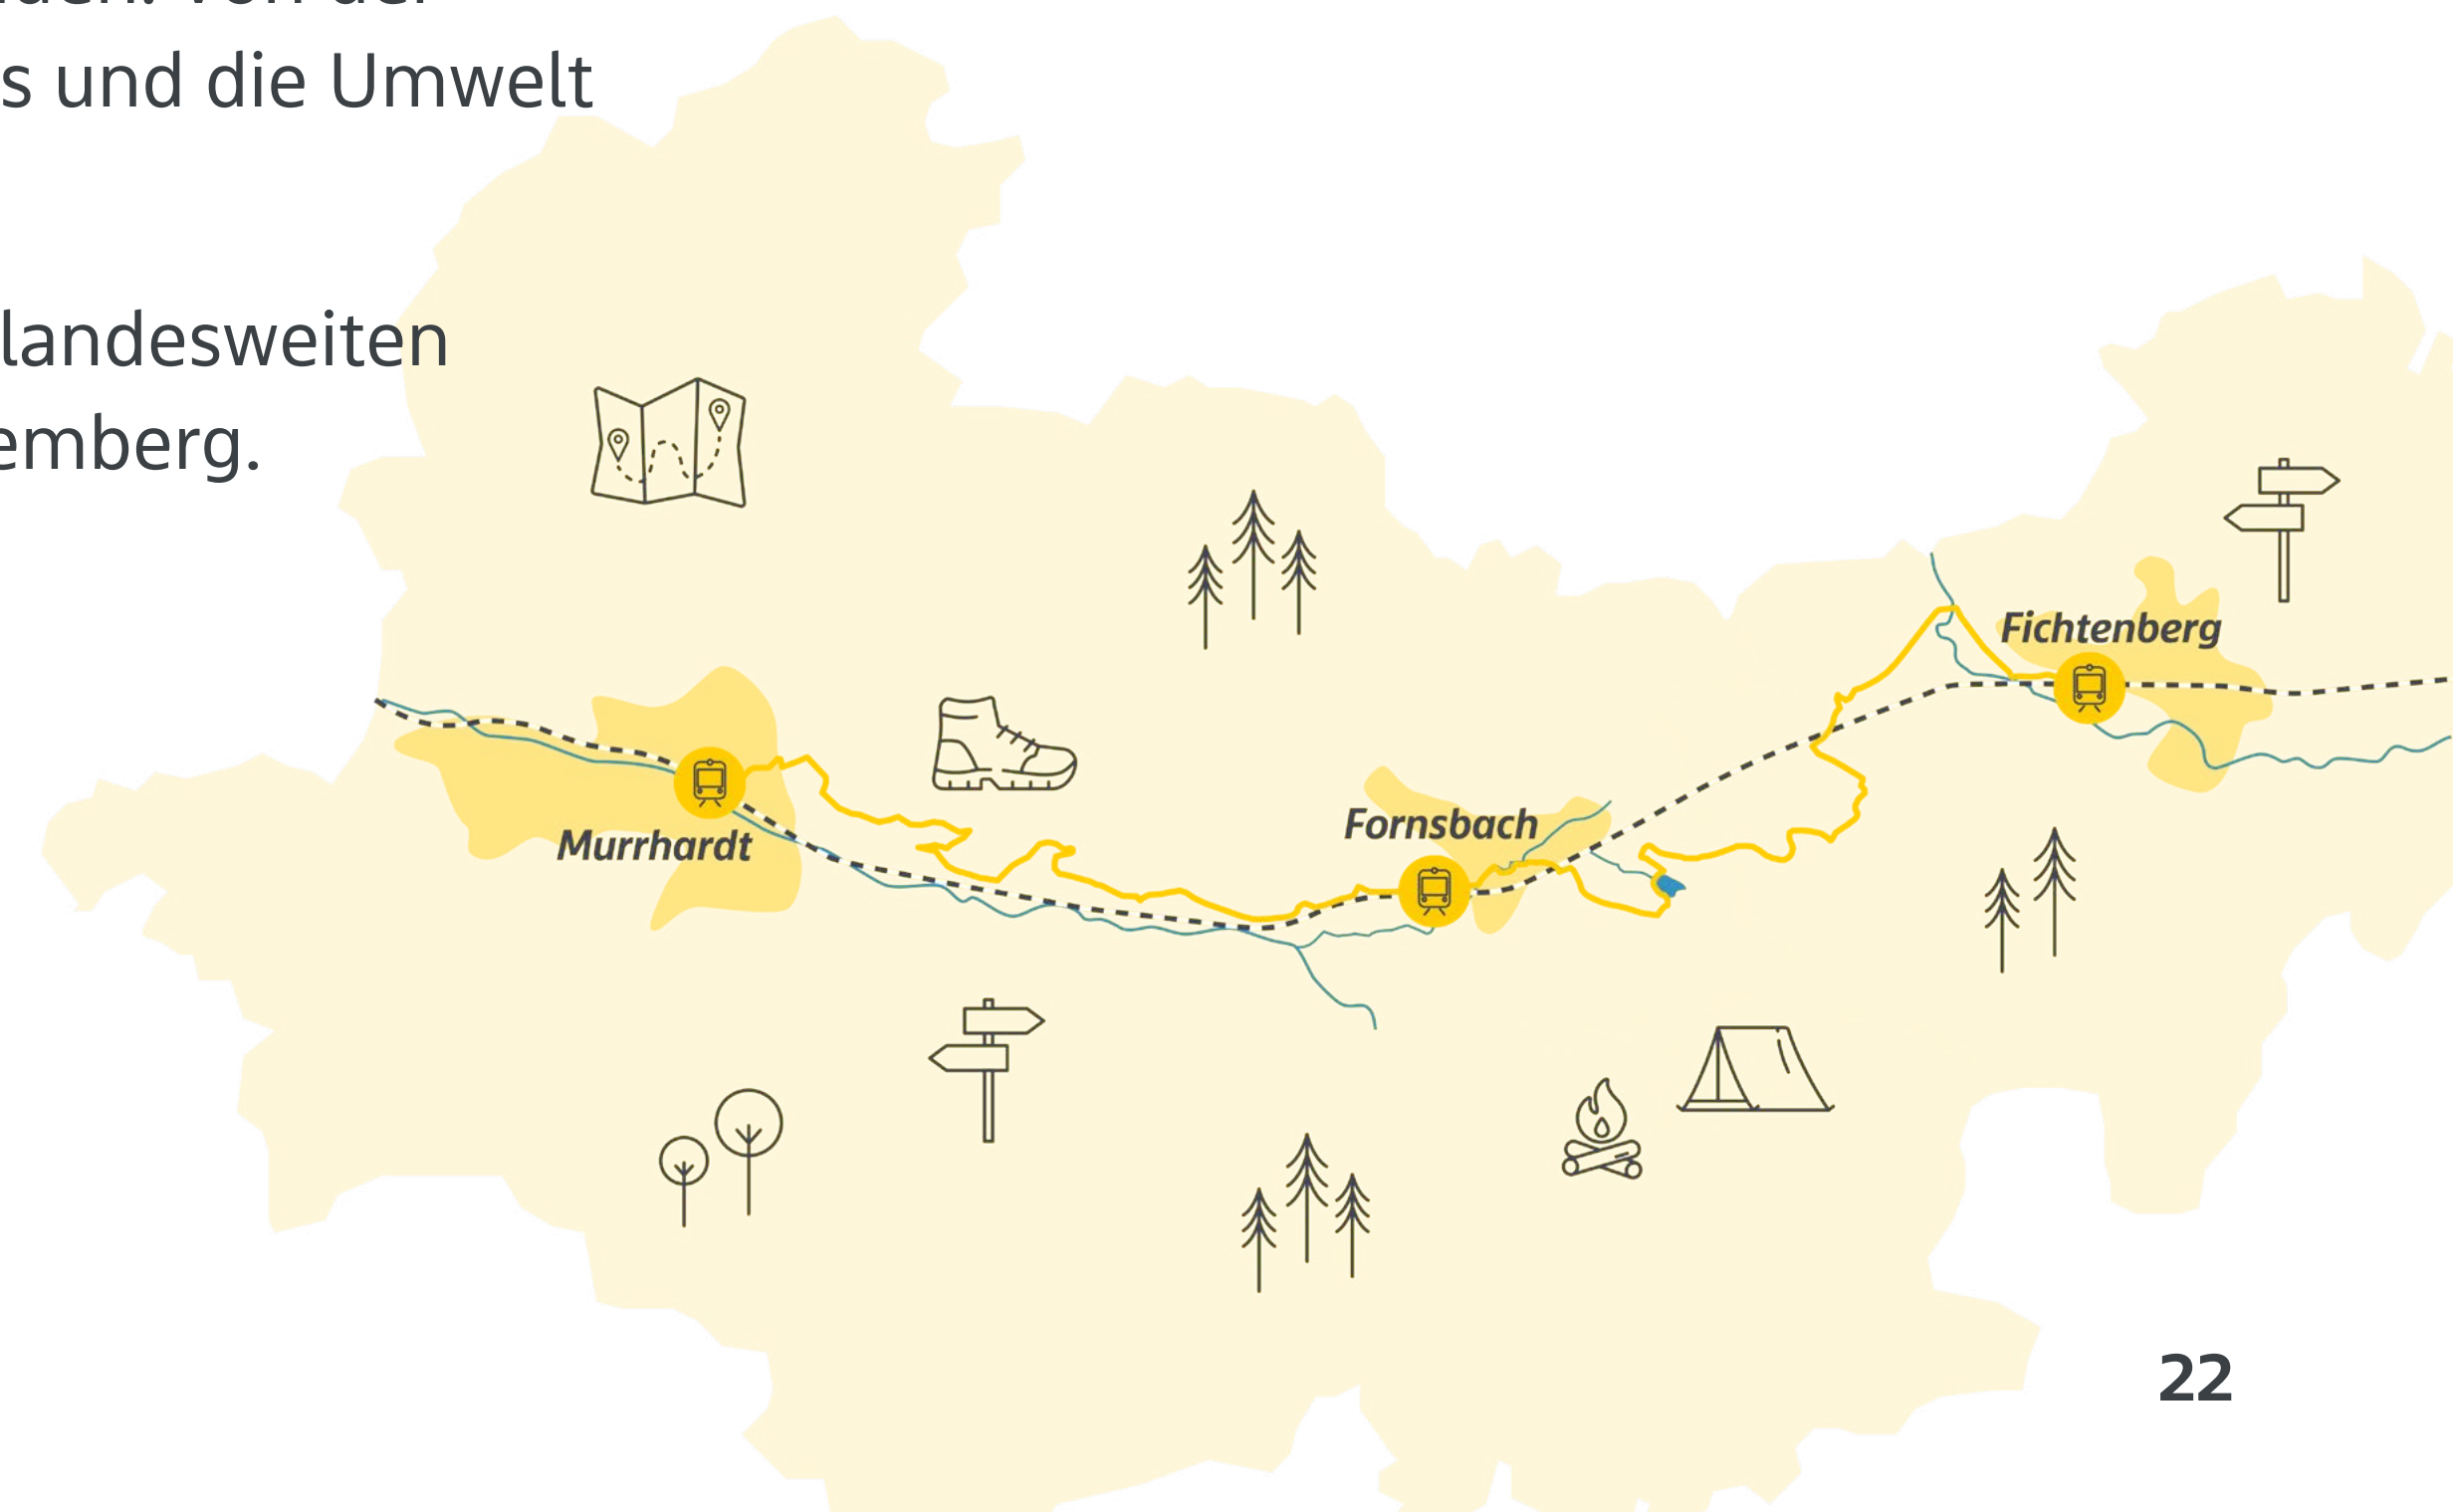 s und die Umwelt
landesweiten
emberg.
Fichtenberg
Fornsbach
Murrhardt
22